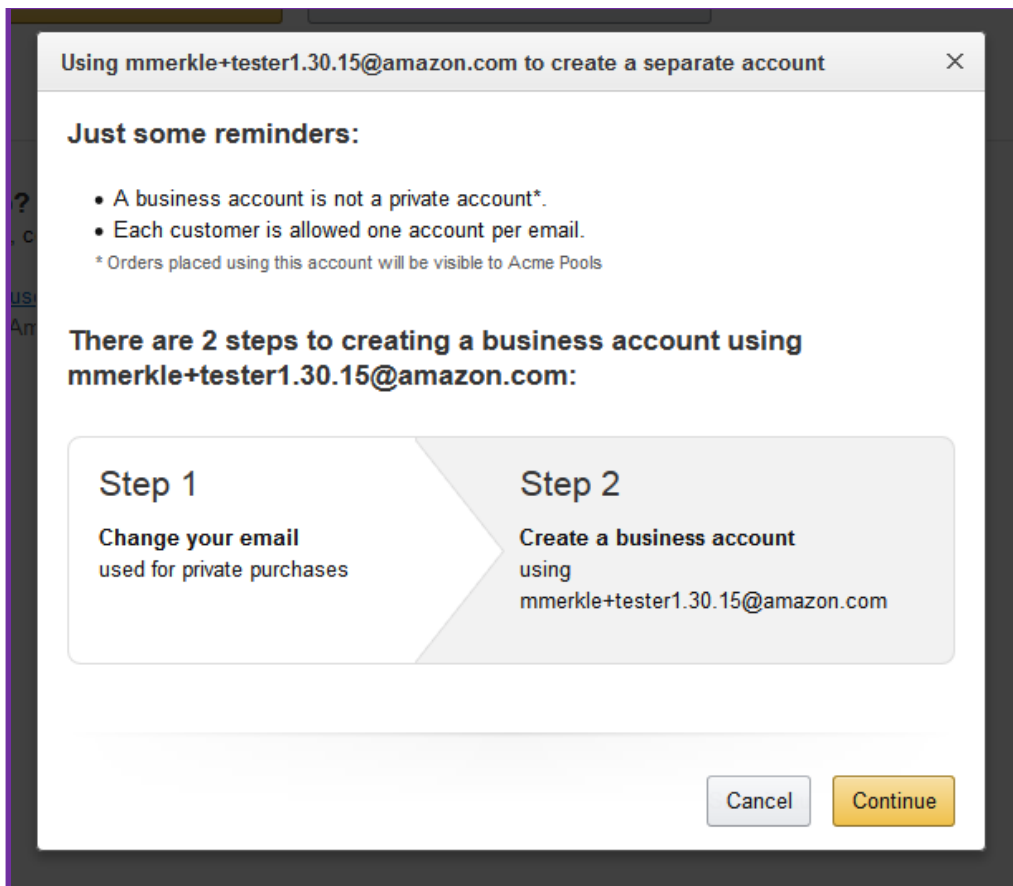 Using mmerkle+tester1.30.15@amazon.com to create a separate account
Just some reminders:
• A business account is not a private account*.
• Each customer is allowed one account per email.
* Orders placed using this account will be visible to Acme Pools
?
, c
us
Am
There are 2 steps to creating a business account using
mmerkle+tester1.30.15@amazon.com:
Step 1
Change your email
used for private purchases
Step 2
Create a business account
using
mmerkle+tester1.30.15@amazon.com
Cancel
Continue